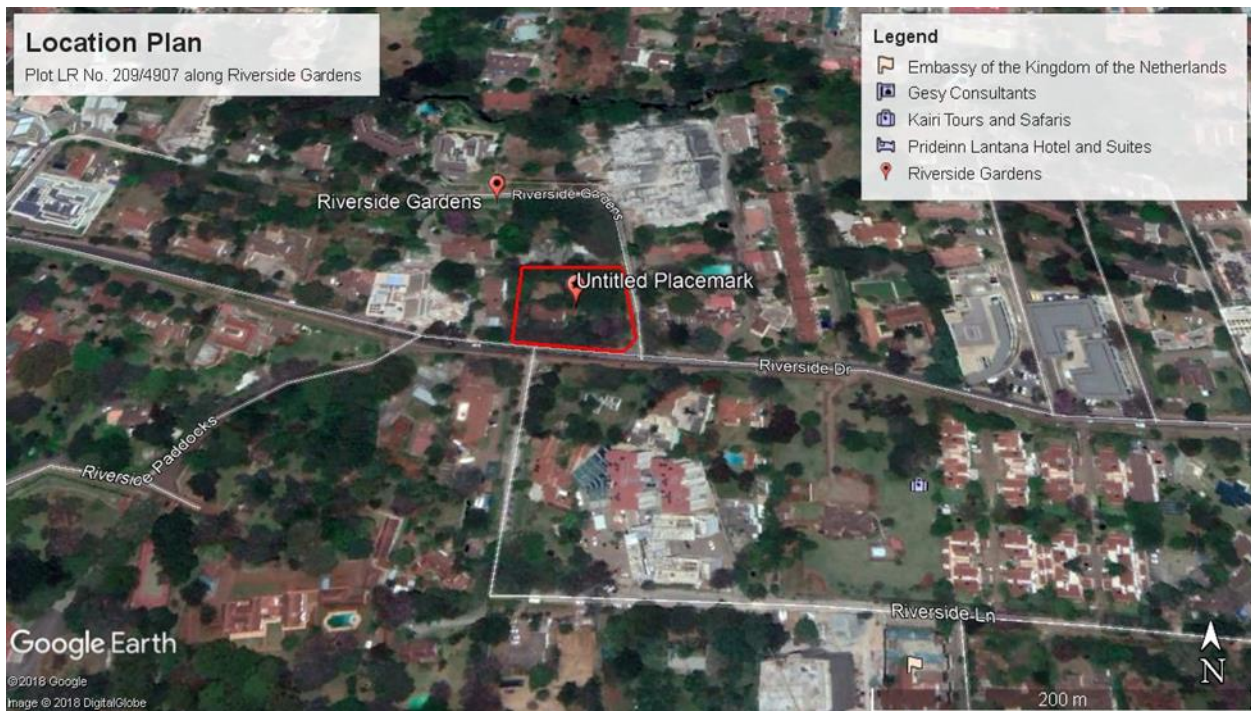 Location Plan
Plot LR No. 209/4907 along Riverside Gardens
Legend
Embassy of the Kingdom of the Netherlands
Gesy Consultants
Kairi Tours and Safaris
Prideinn Lantana Hotel and Suites
Riverside Gardens
Riverside Gardens
Riverside Gardens
Untitled Placemark
Riverside Dr
Riverside Paddocks
Riverside Ln
Google Earth
©2018 Google
Image © 2018 DigitalGlobe
200 m
N